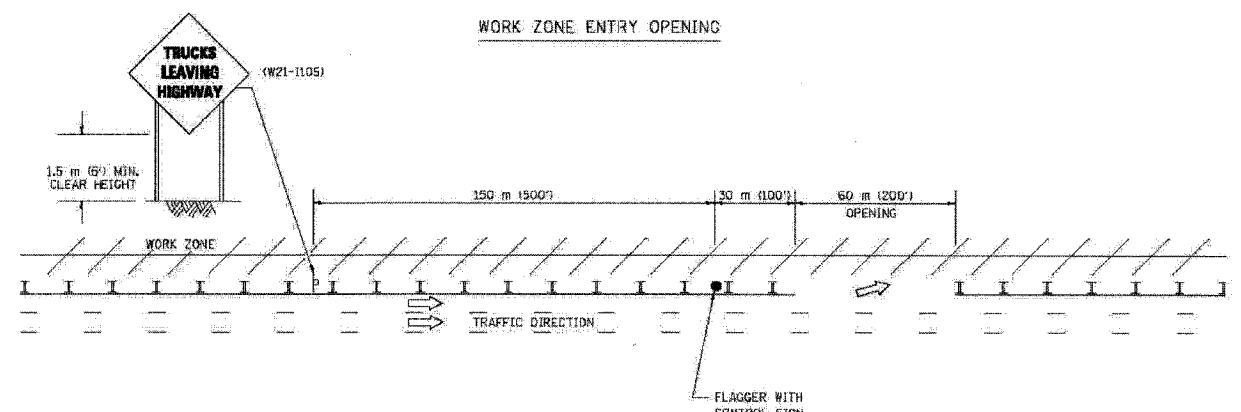 WORK ZONE ENTRY OPENING
TRUCKS
LEAVING
HIGHWAY
(W21-I105)
1.5 m (6') MIN.
CLEAR HEIGHT
150 m (500')
30 m (100')
60 m (200')
OPENING
WORK ZONE
TRAFFIC DIRECTION
FLAGGER WITH